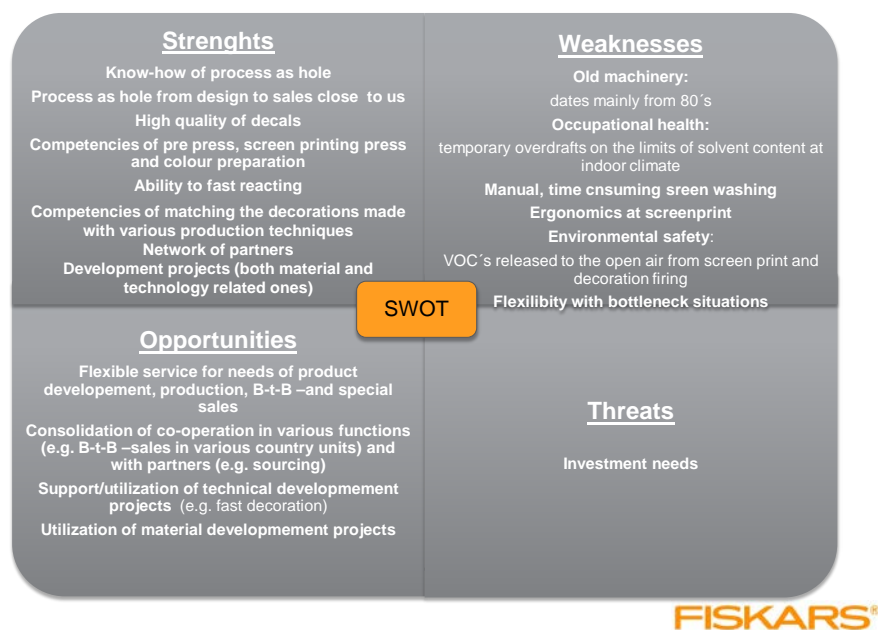 Strenghts
Know-how of process as hole
Process as hole from design to sales close to us
High quality of decals
Competencies of pre press, screen printing press
and colour preparation
Ability to fast reacting
Competencies of matching the decorations made
with various production techniques
Network of partners
Development projects (both material and
technology related ones)
Weaknesses
Old machinery:
dates mainly from 80´s
Occupational health:
temporary overdrafts on the limits of solvent content at
indoor climate
Manual, time cnsuming sreen washing
Ergonomics at screenprint
Environmental safety:
VOC´s released to the open air from screen print and
decoration firing
Flexilibity with bottleneck situations
SWOT
Opportunities
Flexible service for needs of product
developement, production, B-t-B –and special
sales
Consolidation of co-operation in various functions
(e.g. B-t-B –sales in various country units) and
with partners (e.g. sourcing)
Support/utilization of technical developmement
projects (e.g. fast decoration)
Utilization of material developmement projects
Threats
Investment needs
FISKARS®